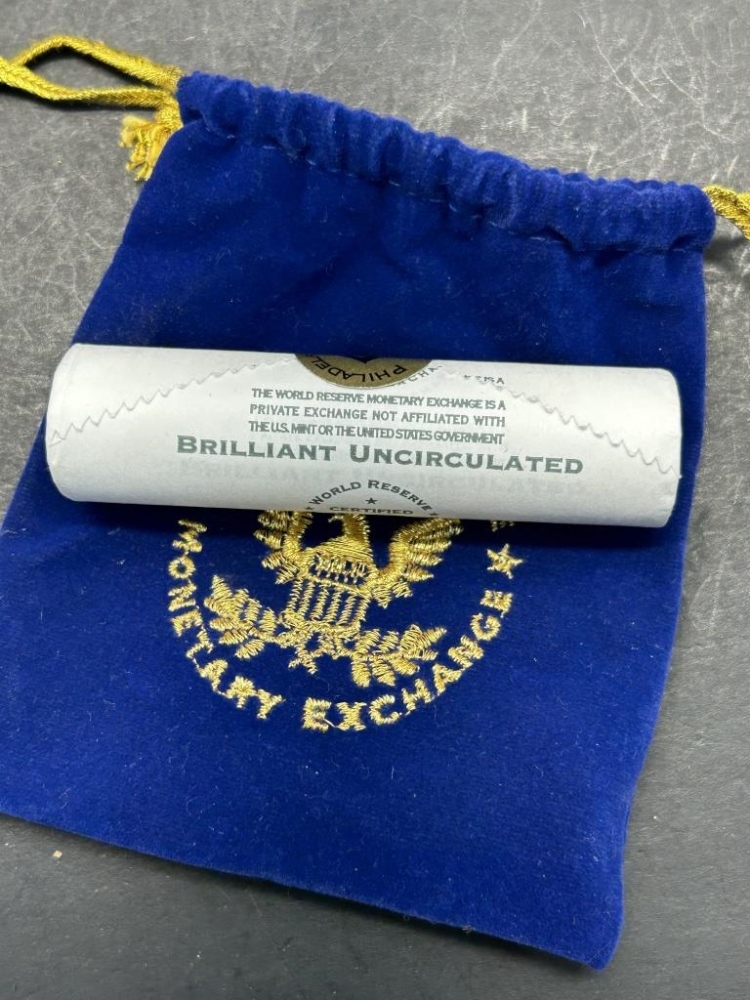 PHILADEL
THE WORLD RESERVE MONETARY EXCHANGE IS A
PRIVATE EXCHANGE NOT AFFILIATED WITH
THE U.S. MINT OR THE UNITED STATES GOVERNMENT
BRILLIANT UNCIRCULATED
WORLD RESERVE
★
CERTIFIED
MONETARY EXCHANGE ★